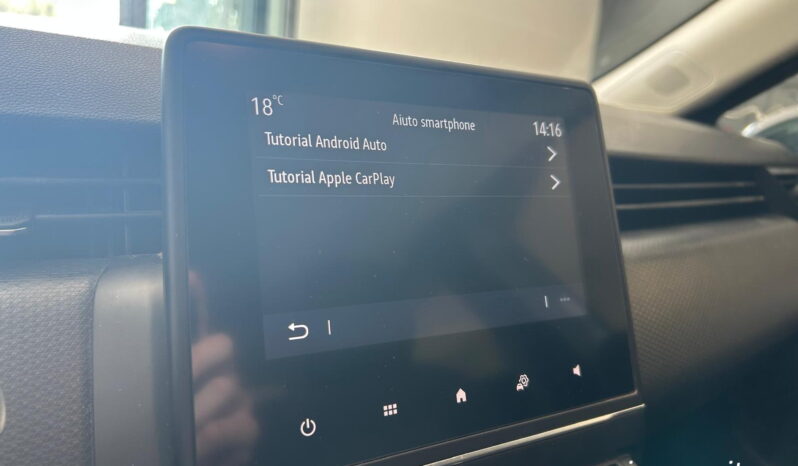 18°C
Aiuto smartphone
14:16
Tutorial Android Auto
Tutorial Apple CarPlay